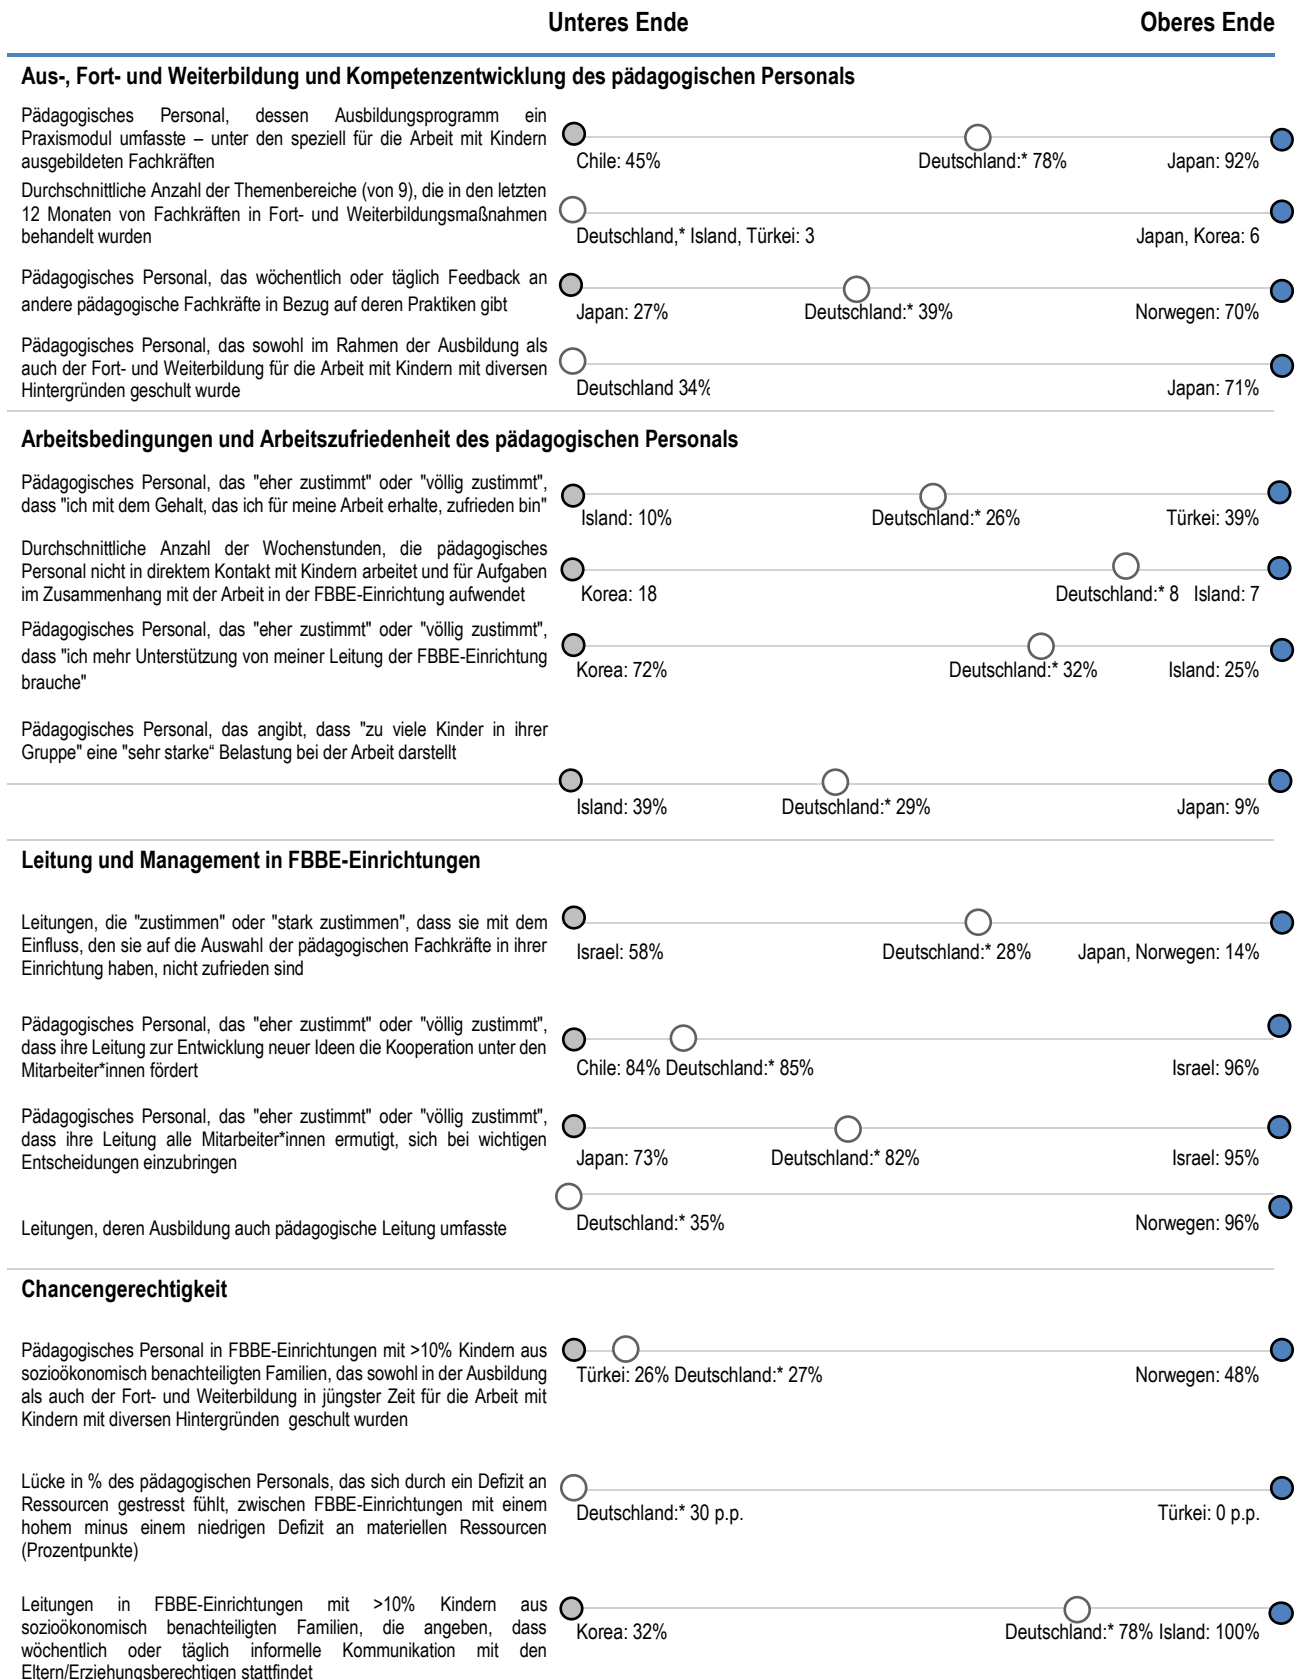 Unteres Ende
Oberes Ende
Aus-, Fort- und Weiterbildung und Kompetenzentwicklung des pädagogischen Personals
Pädagogisches Personal, dessen Ausbildungsprogramm ein
Praxismodul umfasste – unter den speziell für die Arbeit mit Kindern
ausgebildeten Fachkräften
Chile: 45%
Deutschland:* 78%
Japan: 92%
Durchschnittliche Anzahl der Themenbereiche (von 9), die in den letzten
12 Monaten von Fachkräften in Fort- und Weiterbildungsmaßnahmen
behandelt wurden
Deutschland,* Island, Türkei: 3
Japan, Korea: 6
Pädagogisches Personal, das wöchentlich oder täglich Feedback an
andere pädagogische Fachkräfte in Bezug auf deren Praktiken gibt
Japan: 27%
Deutschland:* 39%
Norwegen: 70%
Pädagogisches Personal, das sowohl im Rahmen der Ausbildung als
auch der Fort- und Weiterbildung für die Arbeit mit Kindern mit diversen
Hintergründen geschult wurde
Deutschland 34%
Japan: 71%
Arbeitsbedingungen und Arbeitszufriedenheit des pädagogischen Personals
Pädagogisches Personal, das "eher zustimmt" oder "völlig zustimmt",
dass "ich mit dem Gehalt, das ich für meine Arbeit erhalte, zufrieden bin"
Island: 10%
Deutschland:* 26%
Türkei: 39%
Durchschnittliche Anzahl der Wochenstunden, die pädagogisches
Personal nicht in direktem Kontakt mit Kindern arbeitet und für Aufgaben
im Zusammenhang mit der Arbeit in der FBBE-Einrichtung aufwendet
Korea: 18
Deutschland:* 8
Island: 7
Pädagogisches Personal, das "eher zustimmt" oder "völlig zustimmt",
dass "ich mehr Unterstützung von meiner Leitung der FBBE-Einrichtung
brauche"
Korea: 72%
Deutschland:* 32%
Island: 25%
Pädagogisches Personal, das angibt, dass "zu viele Kinder in ihrer
Gruppe" eine "sehr starke“ Belastung bei der Arbeit darstellt
Island: 39%
Deutschland:* 29%
Japan: 9%
Leitung und Management in FBBE-Einrichtungen
Leitungen, die "zustimmen" oder "stark zustimmen", dass sie mit dem
Einfluss, den sie auf die Auswahl der pädagogischen Fachkräfte in ihrer
Einrichtung haben, nicht zufrieden sind
Israel: 58%
Deutschland:* 28%
Japan, Norwegen: 14%
Pädagogisches Personal, das "eher zustimmt" oder "völlig zustimmt",
dass ihre Leitung zur Entwicklung neuer Ideen die Kooperation unter den
Mitarbeiter*innen fördert
Chile: 84% Deutschland:* 85%
Israel: 96%
Pädagogisches Personal, das "eher zustimmt" oder "völlig zustimmt",
dass ihre Leitung alle Mitarbeiter*innen ermutigt, sich bei wichtigen
Entscheidungen einzubringen
Japan: 73%
Deutschland:* 82%
Israel: 95%
Leitungen, deren Ausbildung auch pädagogische Leitung umfasste
Deutschland:* 35%
Norwegen: 96%
Chancengerechtigkeit
Pädagogisches Personal in FBBE-Einrichtungen mit >10% Kindern aus
sozioökonomisch benachteiligten Familien, das sowohl in der Ausbildung
als auch der Fort- und Weiterbildung in jüngster Zeit für die Arbeit mit
Kindern mit diversen Hintergründen geschult wurden
Türkei: 26% Deutschland:* 27%
Norwegen: 48%
Lücke in % des pädagogischen Personals, das sich durch ein Defizit an
Ressourcen gestresst fühlt, zwischen FBBE-Einrichtungen mit einem
hohem minus einem niedrigen Defizit an materiellen Ressourcen
(Prozentpunkte)
Deutschland:* 30 p.p.
Türkei: 0 p.p.
Leitungen in FBBE-Einrichtungen mit >10% Kindern aus
sozioökonomisch benachteiligten Familien, die angeben, dass
wöchentlich oder täglich informelle Kommunikation mit den
Eltern/Erziehungsberechtigen stattfindet
Korea: 32%
Deutschland:* 78% Island: 100%